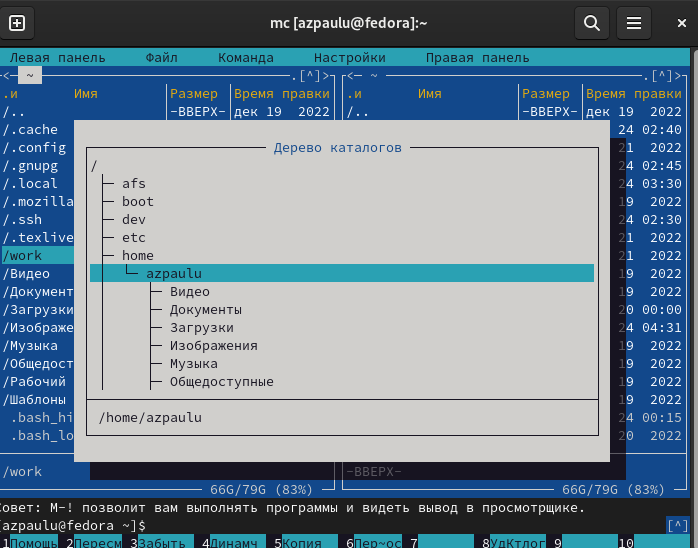 mc [azpaulu@fedora]:~
Левая панель Файл Команда Настройки Правая панель
<— ~ .[^]> <— ~ .[^]>
.и Имя Размер Время правки .и Имя Размер Время правки
/.. -ВВЕРХ- дек 19 2022 /.. -ВВЕРХ- дек 19 2022
/.cache 24 02:40
/.config 21 2022
Дерево каталогов
/.gnupg / 24 02:45
/.local afs 24 03:30
/.mozilla boot 19 2022
/.ssh dev 24 02:30
/.texlive etc 21 2022
/work home 21 2022
/Видео azpaulu 19 2022
/Документ Видео 19 2022
/Загрузки Документы 20 00:00
/Изображе Загрузки 24 04:31
/Музыка Изображения 19 2022
/Общедост Музыка 19 2022
/Рабочий Общедоступные 19 2022
/Шаблоны 19 2022
.bash_hi /home/azpaulu 24 00:15
.bash_lo 20 2022
/work -ВВЕРХ-
66G/79G (83%) 66G/79G (83%)
Совет: M-! позволит вам выполнять программы и видеть вывод в просмотрщике.
[azpaulu@fedora ~]$ [^]
1Помощь 2Пересм 3Забыть 4Динамч 5Копия 6Пер~ос 7 8УдКтлог 9 10